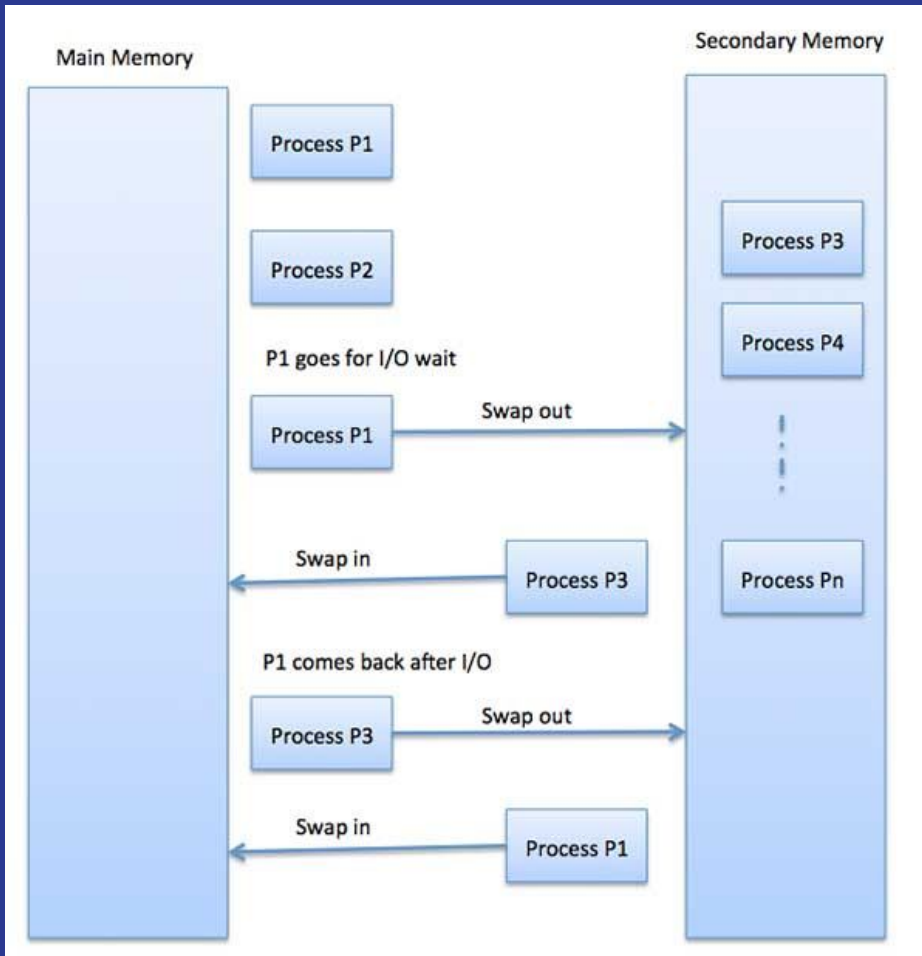 Main Memory
Secondary Memory
Process P1
Process P3
Process P2
Process P4
P1 goes for I/O wait
Process P1
Swap out
Swap in
Process P3
Process Pn
P1 comes back after I/O
Process P3
Swap out
Swap in
Process P1